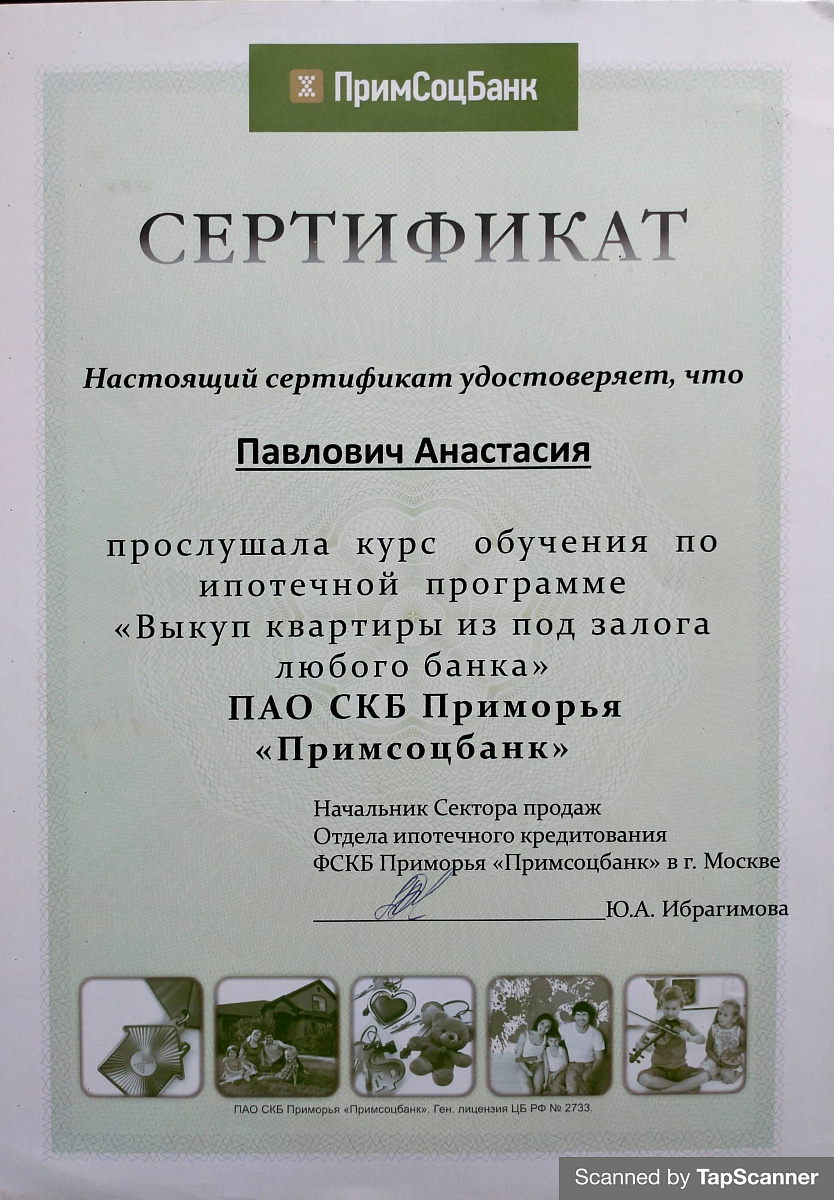 ПримСоцБанк
СЕРТИФИКАТ
Настоящий сертификат удостоверяет, что
Павлович Анастасия
прослушала курс обучения по
ипотечной программе
«Выкуп квартиры из под залога
любого банка»
ПАО СКБ Приморья
«Примсоцбанк»
Начальник Сектора продаж
Отдела ипотечного кредитования
ФСКБ Приморья «Примсоцбанк» в г. Москве
Ю.А. Ибрагимова
ПАО СКБ Приморья «Примсоцбанк». Ген. лицензия ЦБ РФ № 2733.
Scanned by TapScanner